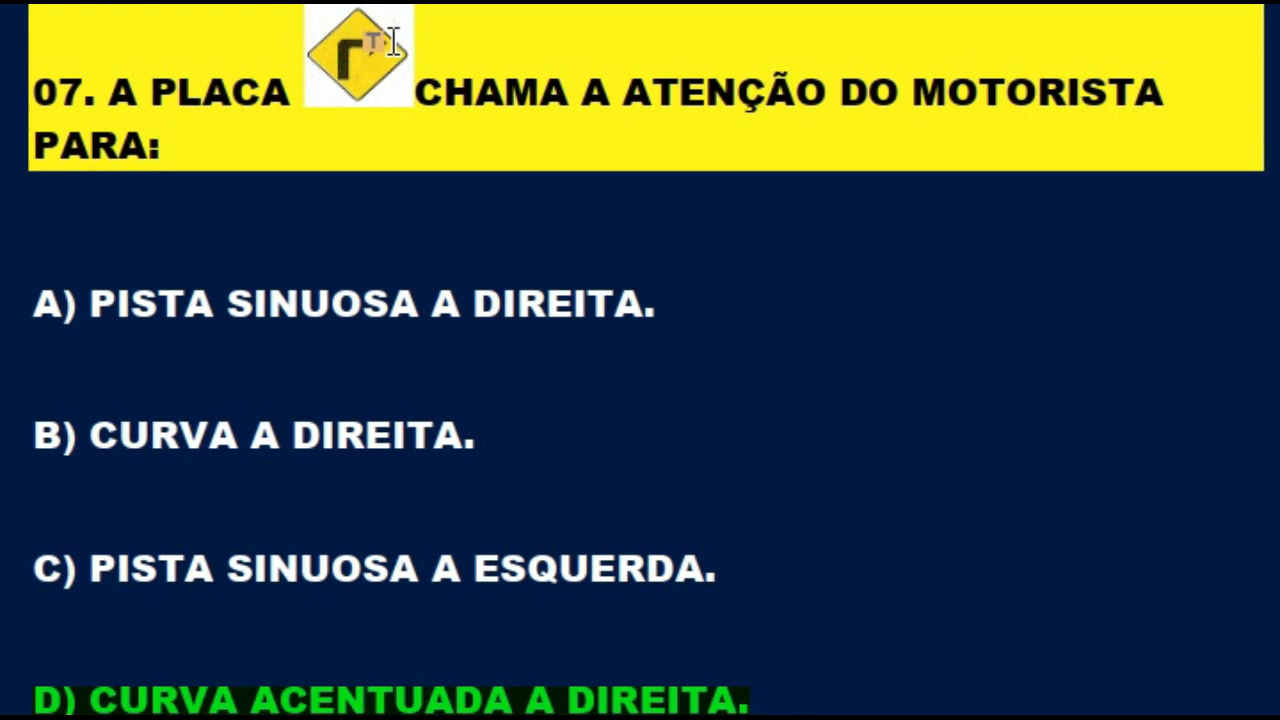 07. A PLACA CHAMA A ATENÇÃO DO MOTORISTA
PARA:
A) PISTA SINUOSA A DIREITA.
B) CURVA A DIREITA.
C) PISTA SINUOSA A ESQUERDA.
D) CURVA ACENTUADA A DIREITA.